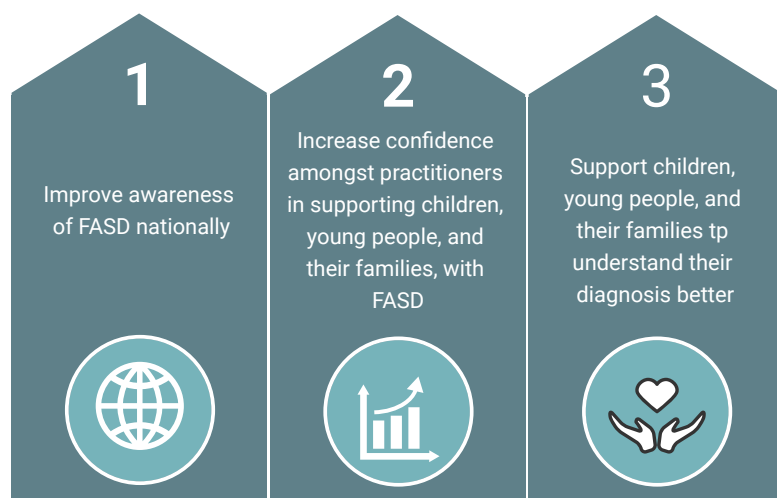 1
Improve awareness
of FASD nationally
2
Increase confidence
amongst practitioners
in supporting children,
young people, and
their families, with
FASD
3
Support children,
young people, and
their families tp
understand their
diagnosis better